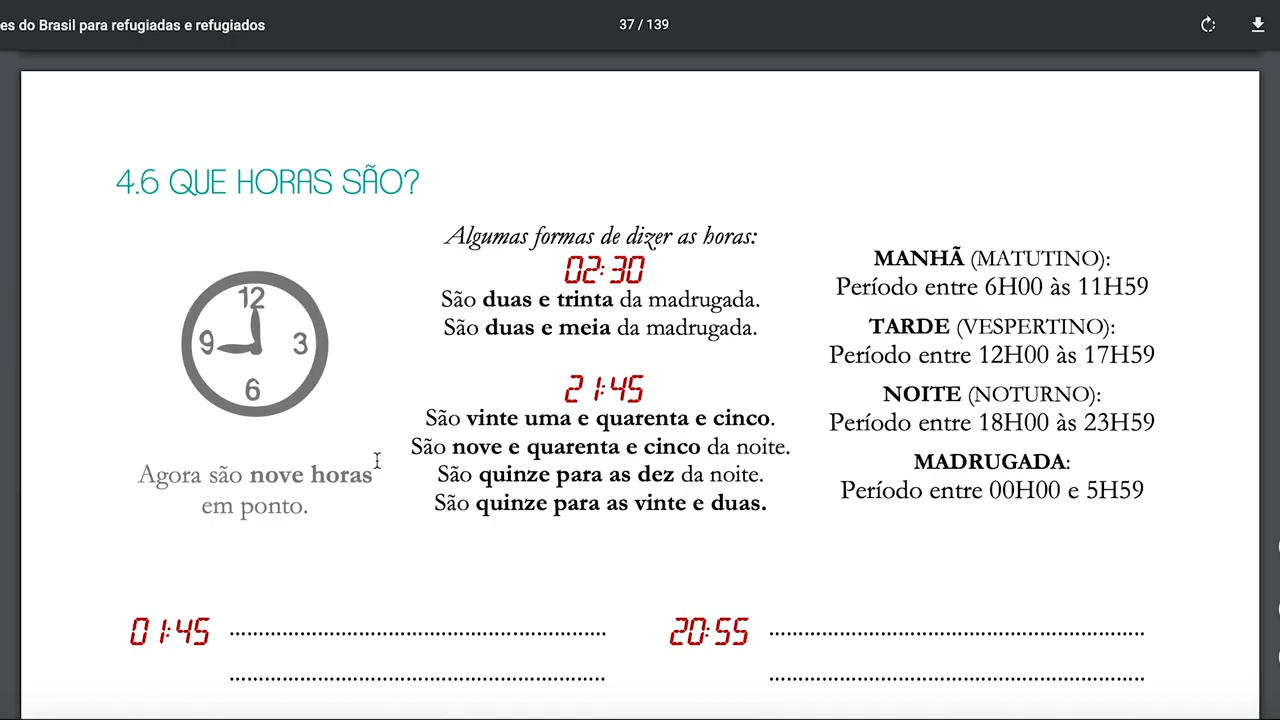 es do Brasil para refugiadas e refugiados
37 / 139
4.6 QUE HORAS SÃO?
12
9
3
6
Agora são nove horas
em ponto.
Algumas formas de dizer as horas:
02:30
São duas e trinta da madrugada.
São duas e meia da madrugada.
21:45
São vinte uma e quarenta e cinco.
São nove e quarenta e cinco da noite.
São quinze para as dez da noite.
São quinze para as vinte e duas.
MANHÃ (MATUTINO):
Período entre 6H00 às 11H59
TARDE (VESPERTINO):
Período entre 12H00 às 17H59
NOITE (NOTURNO):
Período entre 18H00 às 23H59
MADRUGADA:
Período entre 00H00 e 5H59
01:45
20:55